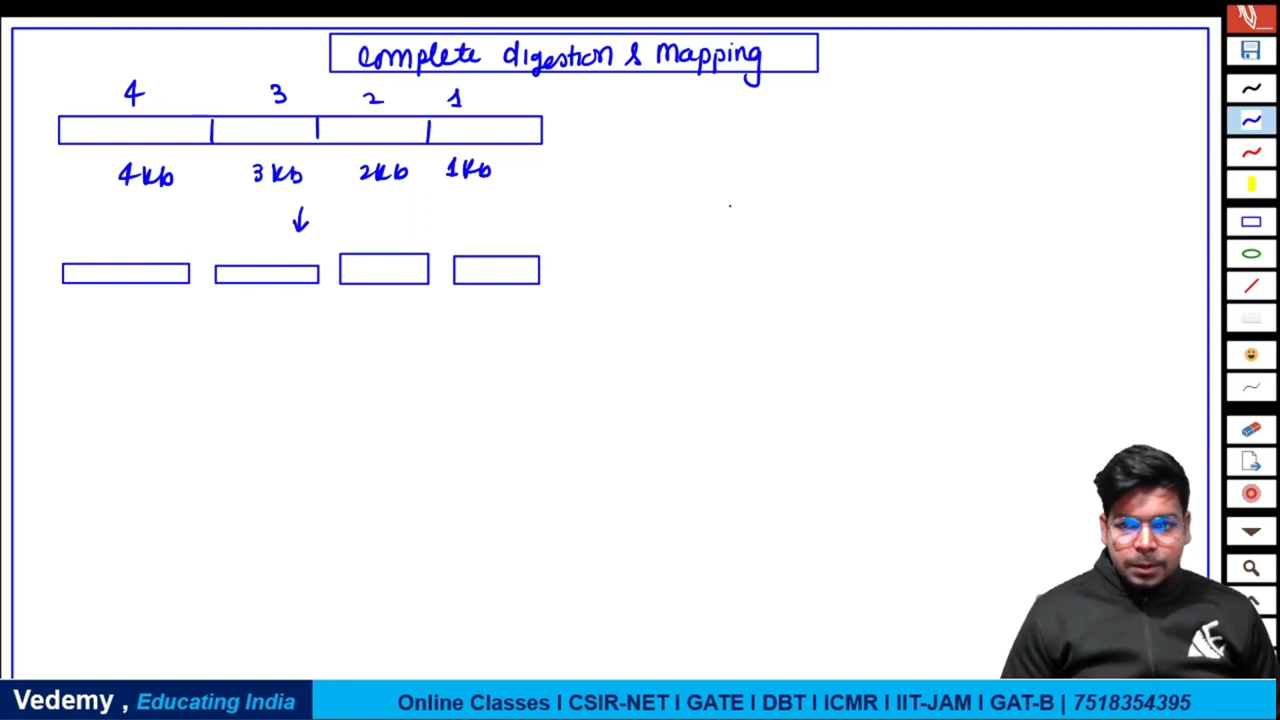 Complete digestion & Mapping
4 3 2 1
4Kb 3Kb 2Kb 1Kb
Vedemy , Educating India
Online Classes I CSIR-NET I GATE I DBT I ICMR I IIT-JAM I GAT-B | 7518354395